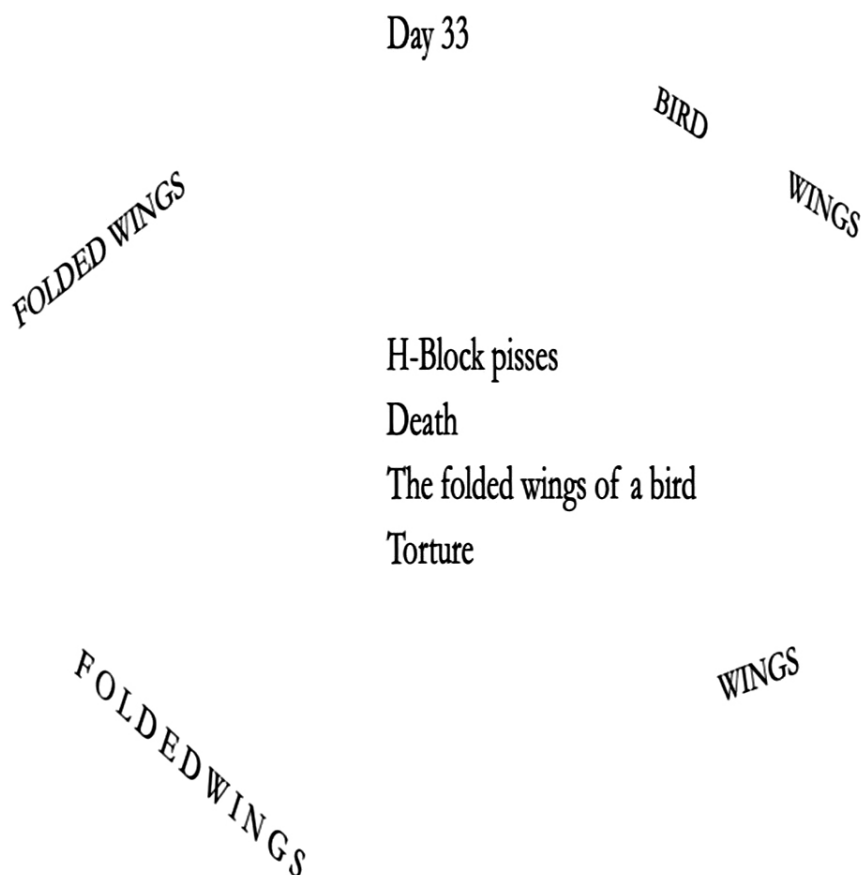 Day 33
BIRD
WINGS
FOLDED WINGS
H-Block pisses
Death
The folded wings of a bird
Torture
FOLDEDWINGS
WINGS